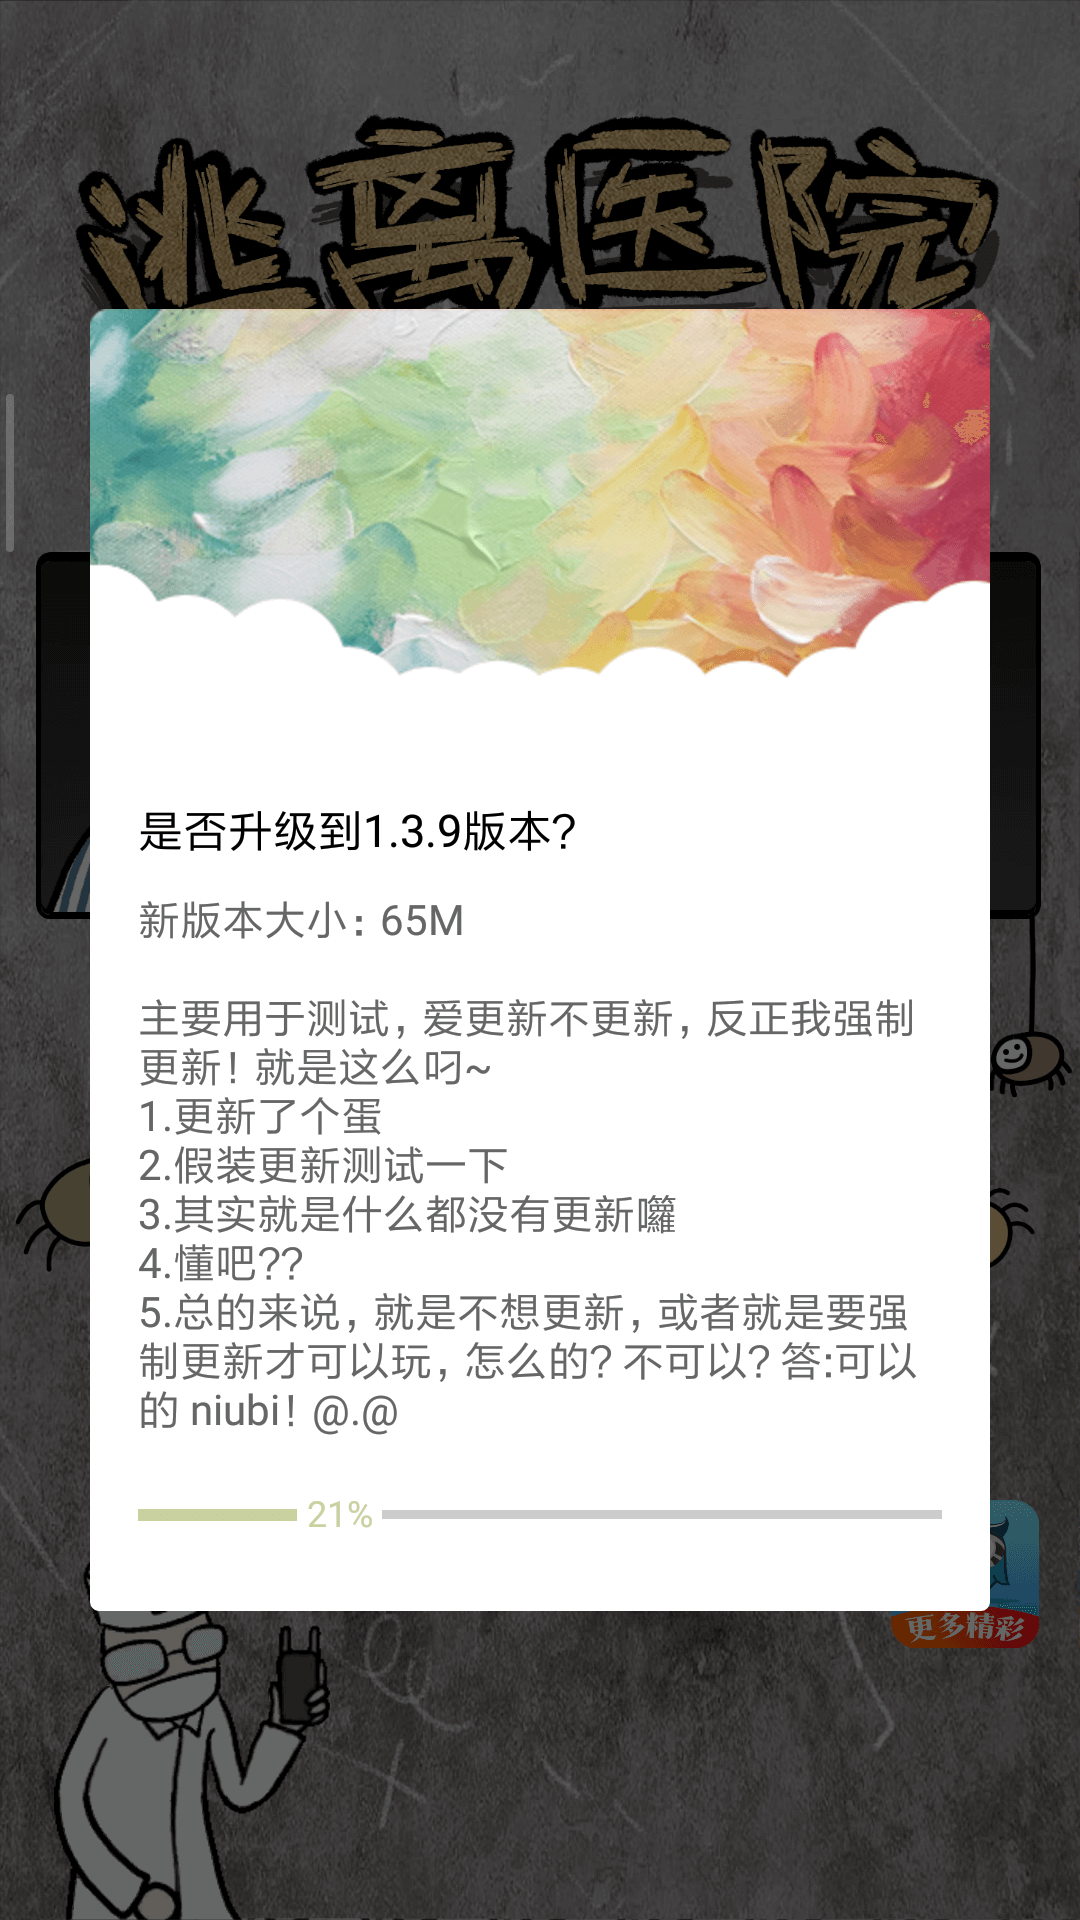 逃离医院
是否升级到1.3.9版本？
新版本大小：65M
主要用于测试，爱更新不更新，反正我强制
更新！就是这么叼~
1.更新了个蛋
2.假装更新测试一下
3.其实就是什么都没有更新囖
4.懂吧??
5.总的来说，就是不想更新，或者就是要强
制更新才可以玩，怎么的？不可以？答:可以
的 niubi！@.@
21%
更多精彩